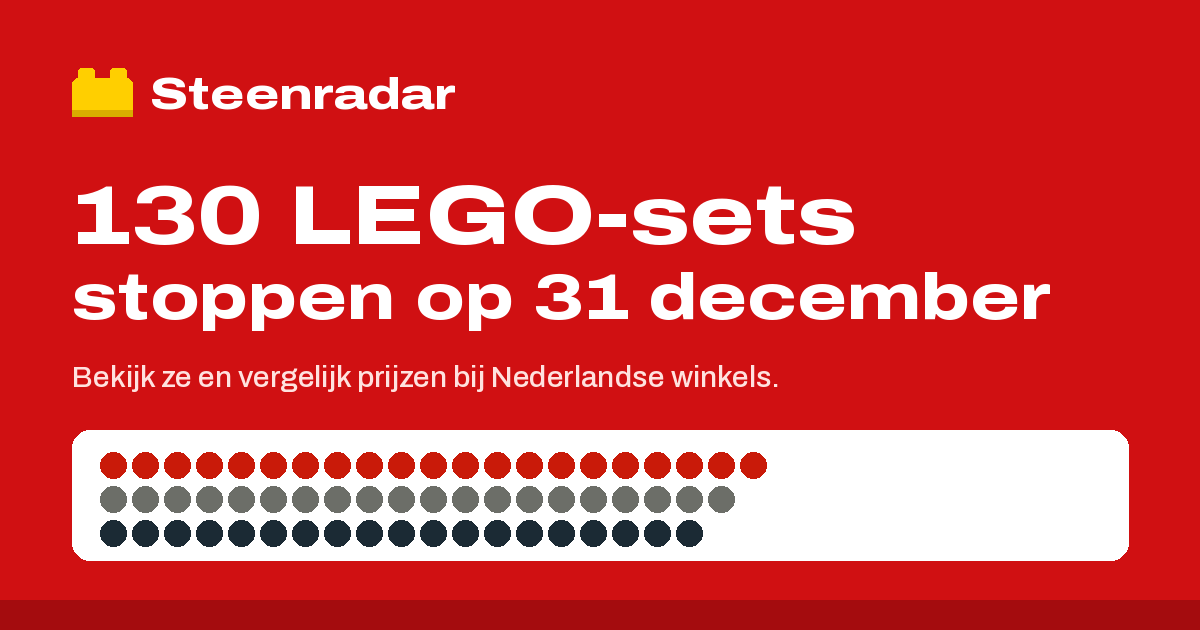 Steenradar
130 LEGO-sets
stoppen op 31 december
Bekijk ze en vergelijk prijzen bij Nederlandse winkels.